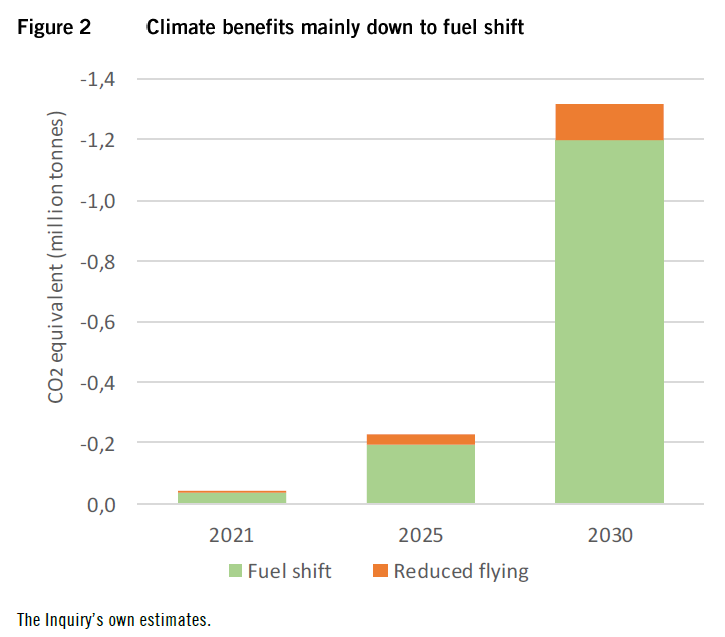 Figure 2 Climate benefits mainly down to fuel shift
CO2 equivalent (million tonnes)
-1,4
-1,2
-1,0
-0,8
-0,6
-0,4
-0,2
0,0
2021 2025 2030
Fuel shift Reduced flying
The Inquiry's own estimates.